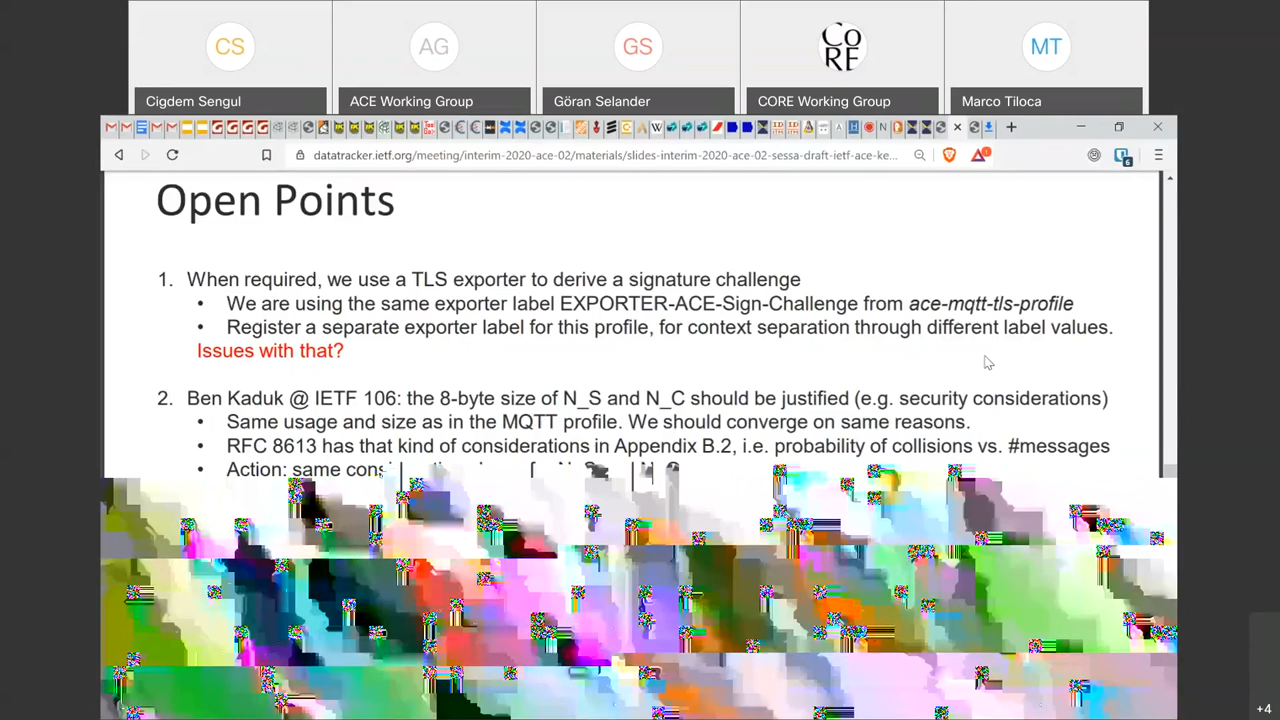 CS
AG
GS
CO
RE
MT
Cigdem Sengul
ACE Working Group
Göran Selander
CORE Working Group
Marco Tiloca
datatracker.ietf.org/meeting/interim-2020-ace-02/materials/slides-interim-2020-ace-02-sessa-draft-ietf-ace-ke...
Open Points
1. When required, we use a TLS exporter to derive a signature challenge
• We are using the same exporter label EXPORTER-ACE-Sign-Challenge from ace-mqtt-tls-profile
• Register a separate exporter label for this profile, for context separation through different label values.
Issues with that?
2. Ben Kaduk @ IETF 106: the 8-byte size of N_S and N_C should be justified (e.g. security considerations)
• Same usage and size as in the MQTT profile. We should converge on same reasons.
• RFC 8613 has that kind of considerations in Appendix B.2, i.e. probability of collisions vs. #messages
• Action: same
+4